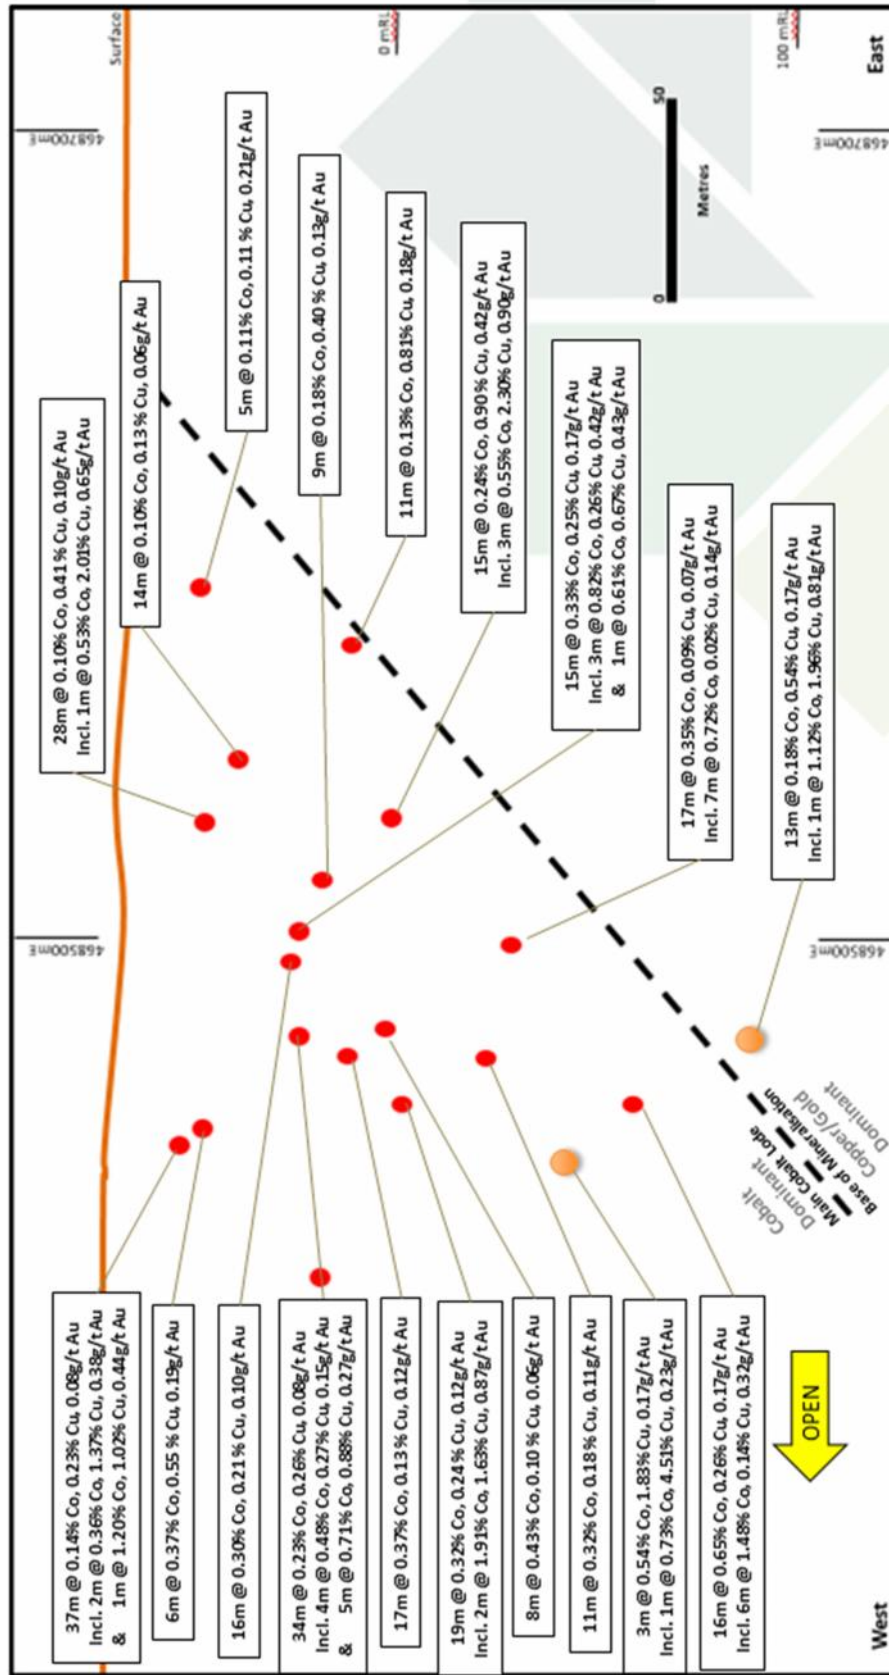 Surface
0 mRL
100 mRL
East
468700mE
468700mE
468500mE
468500mE
0
50
Metres
28m @ 0.10% Co, 0.41% Cu, 0.10g/t Au
Incl. 1m @ 0.53% Co, 2.01% Cu, 0.65g/t Au
14m @ 0.10% Co, 0.13% Cu, 0.06g/t Au
5m @ 0.11% Co, 0.11 % Cu, 0.21g/t Au
9m @ 0.18% Co, 0.40 % Cu, 0.13g/t Au
11m @ 0.13% Co, 0.81% Cu, 0.18g/t Au
15m @ 0.24% Co, 0.90% Cu, 0.42g/t Au
Incl. 3m @ 0.55% Co, 2.30% Cu, 0.90g/t Au
15m @ 0.33% Co, 0.25% Cu, 0.17g/t Au
Incl. 3m @ 0.82% Co, 0.26% Cu, 0.42g/t Au
& 1m @ 0.61% Co, 0.67% Cu, 0.43g/t Au
17m @ 0.35% Co, 0.09% Cu, 0.07g/t Au
Incl. 7m @ 0.72% Co, 0.02% Cu, 0.14g/t Au
13m @ 0.18% Co, 0.54% Cu, 0.17g/t Au
Incl. 1m @ 1.12% Co, 1.96% Cu, 0.81g/t Au
37m @ 0.14% Co, 0.23% Cu, 0.08g/t Au
Incl. 2m @ 0.36% Co, 1.37% Cu, 0.38g/t Au
& 1m @ 1.20% Co, 1.02% Cu, 0.44g/t Au
6m @ 0.37% Co, 0.55 % Cu, 0.19g/t Au
16m @ 0.30% Co, 0.21 % Cu, 0.10g/t Au
34m @ 0.23% Co, 0.26% Cu, 0.08g/t Au
Incl. 4m @ 0.48% Co, 0.27% Cu, 0.15g/t Au
& 5m @ 0.71% Co, 0.88% Cu, 0.27g/t Au
17m @ 0.37% Co, 0.13% Cu, 0.12g/t Au
19m @ 0.32% Co, 0.24 % Cu, 0.12g/t Au
Incl. 2m @ 1.91% Co, 1.63% Cu, 0.87g/t Au
8m @ 0.43% Co, 0.10 % Cu, 0.06g/t Au
11m @ 0.32% Co, 0.18% Cu, 0.11g/t Au
3m @ 0.54% Co, 1.83% Cu, 0.17g/t Au
Incl. 1m @ 0.73% Co, 4.51% Cu, 0.23g/t Au
16m @ 0.65% Co, 0.26% Cu, 0.17g/t Au
Incl. 6m @ 1.48% Co, 0.14% Cu, 0.32g/t Au
Cobalt
Dominant
Main Cobalt Lode
Base of Mineralisation
Copper/Gold
Dominant
OPEN
West